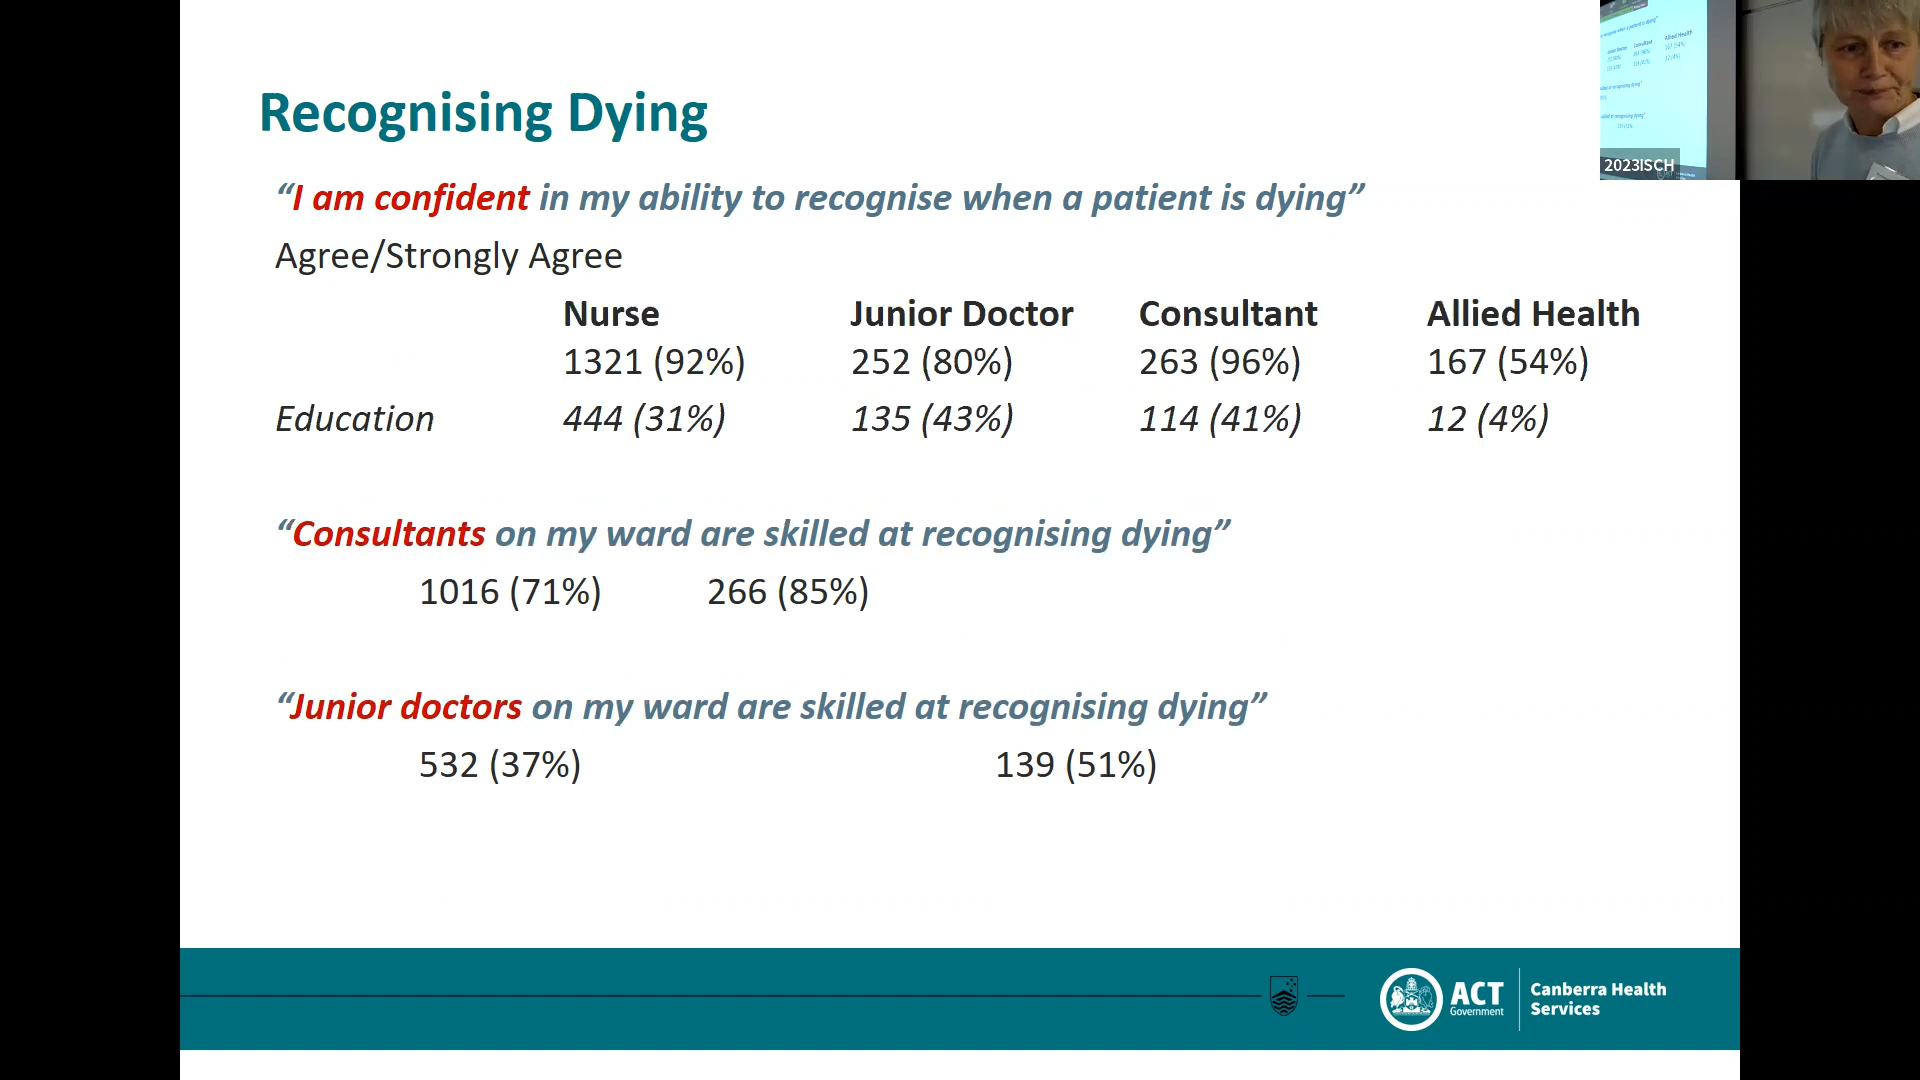 Recognising Dying
“I am confident in my ability to recognise when a patient is dying”
Agree/Strongly Agree
Nurse Junior Doctor Consultant Allied Health
1321 (92%) 252 (80%) 263 (96%) 167 (54%)
Education 444 (31%) 135 (43%) 114 (41%) 12 (4%)
“Consultants on my ward are skilled at recognising dying”
1016 (71%) 266 (85%)
“Junior doctors on my ward are skilled at recognising dying”
532 (37%) 139 (51%)
ACT
Government
Canberra Health
Services
2023ISCH